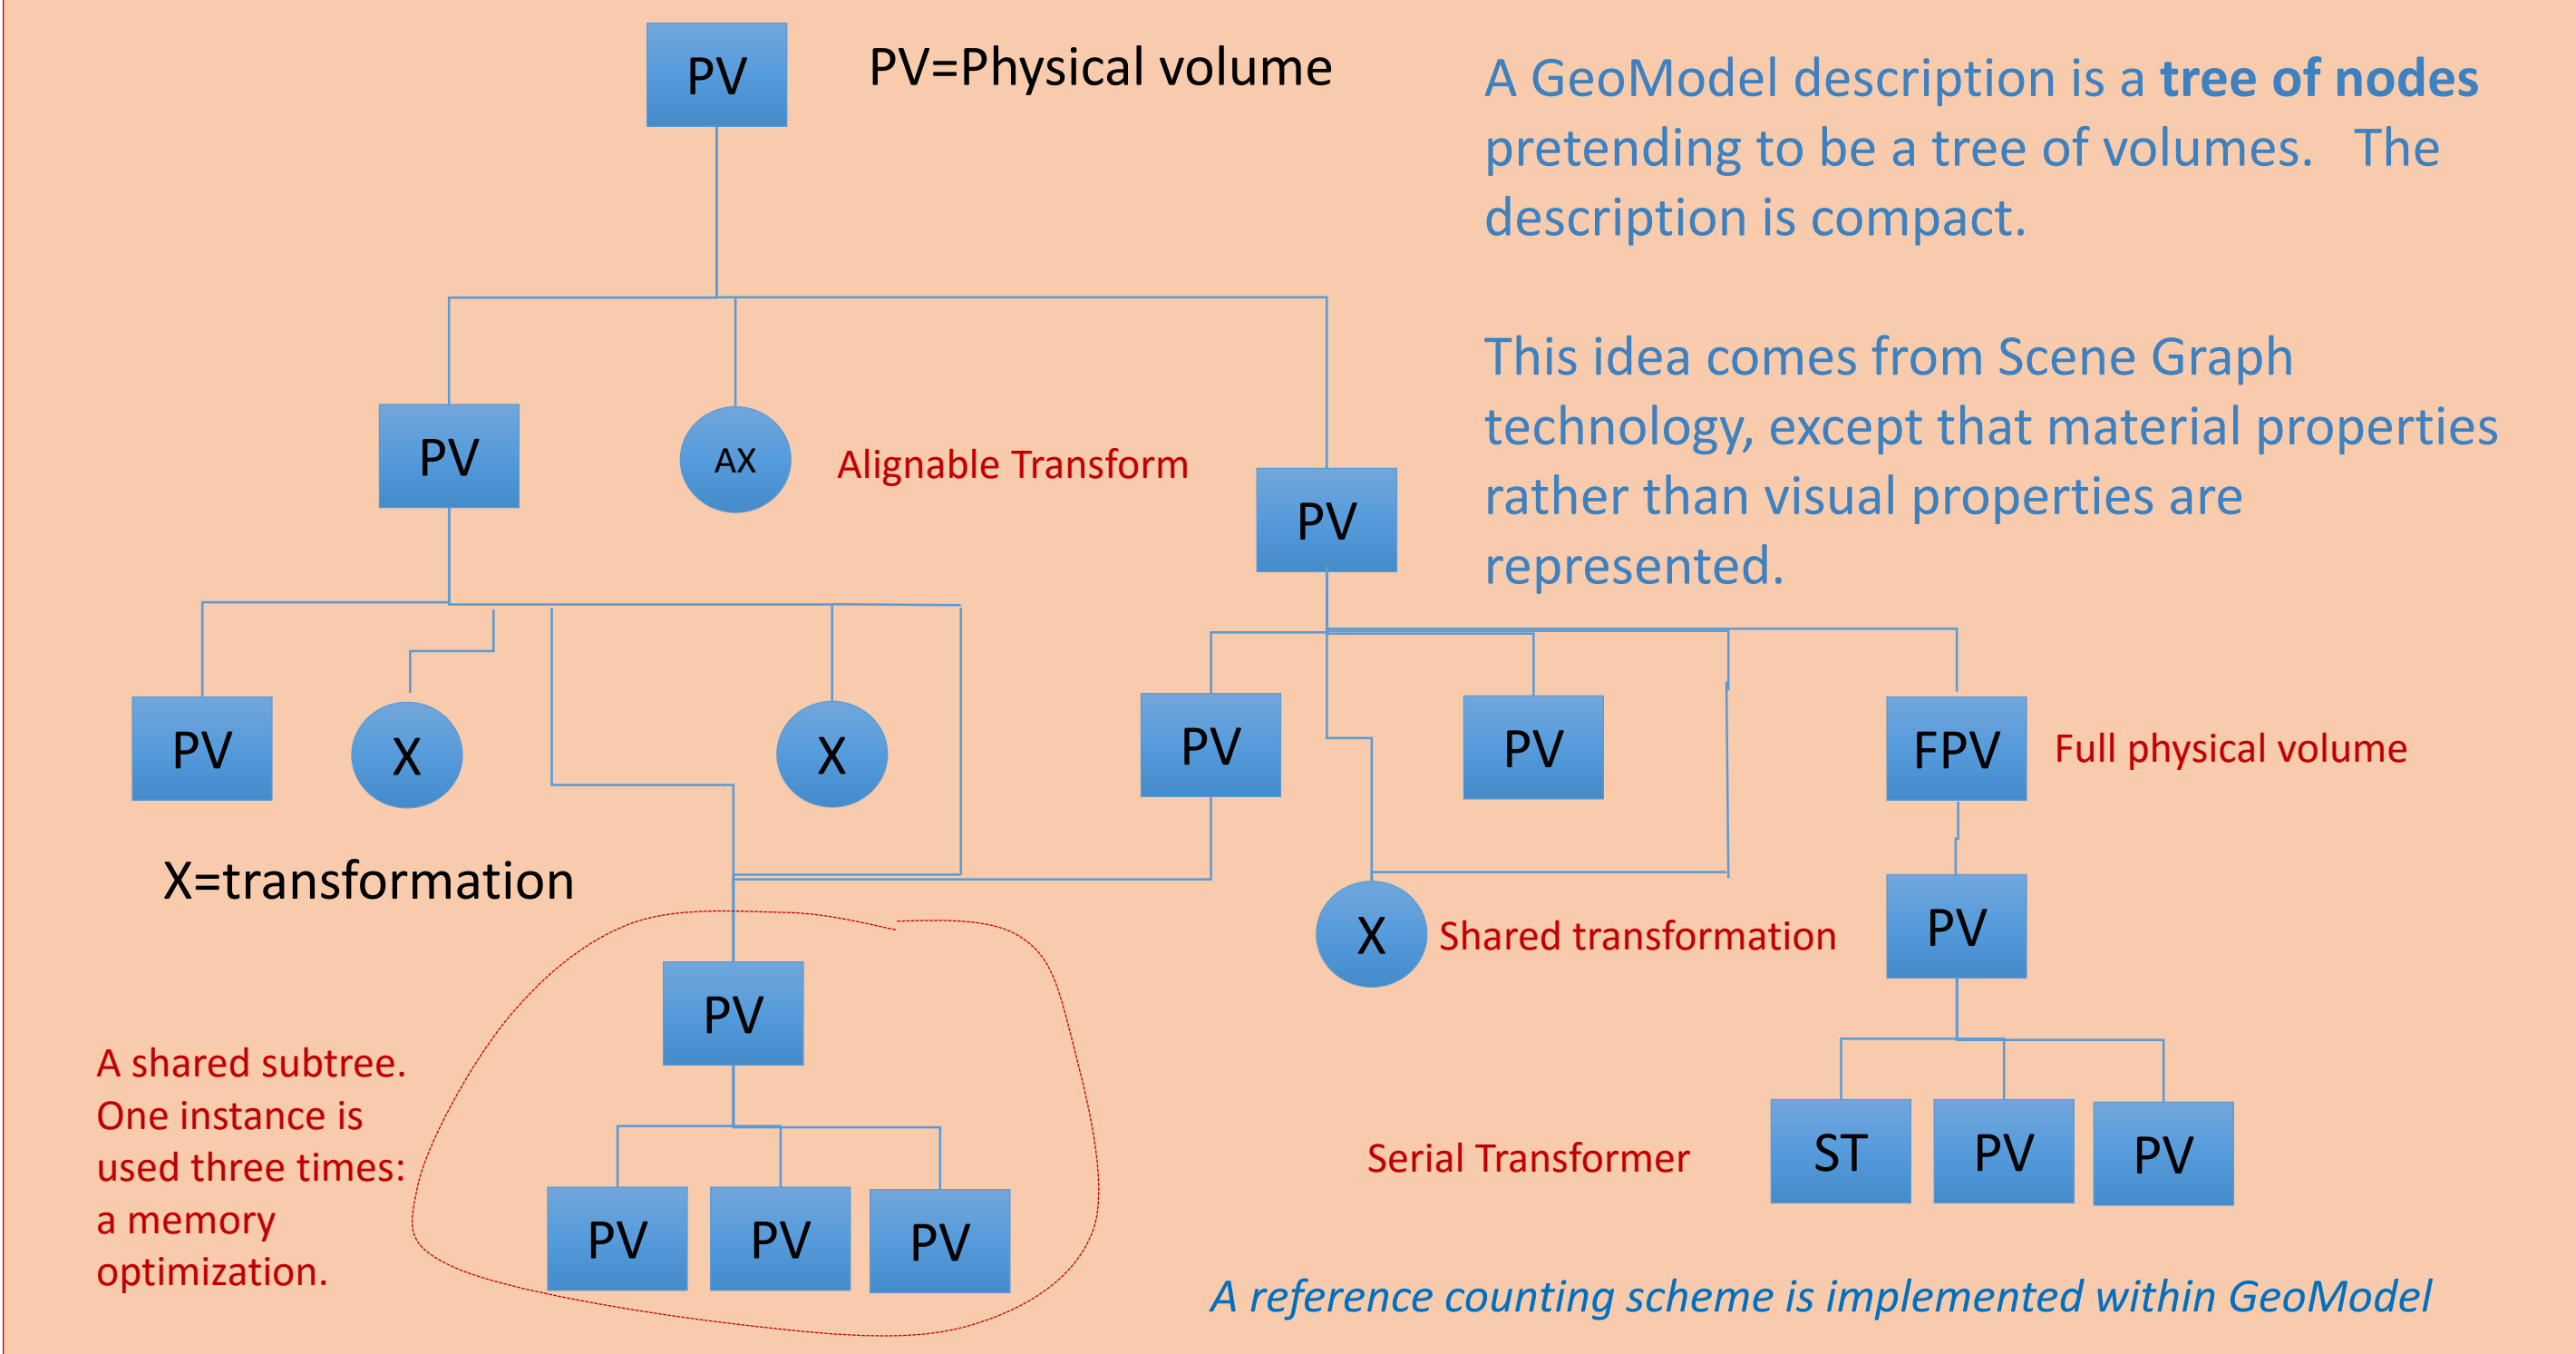 PV
PV=Physical volume
A GeoModel description is a tree of nodes
pretending to be a tree of volumes.   The
description is compact.
This idea comes from Scene Graph
technology, except that material properties
rather than visual properties are
represented.
PV
AX
Alignable Transform
PV
PV
X
X
PV
PV
FPV
Full physical volume
X=transformation
X
Shared transformation
PV
PV
A shared subtree.
One instance is
used three times:
a memory
optimization.
PV
PV
PV
Serial Transformer
ST
PV
PV
A reference counting scheme is implemented within GeoModel